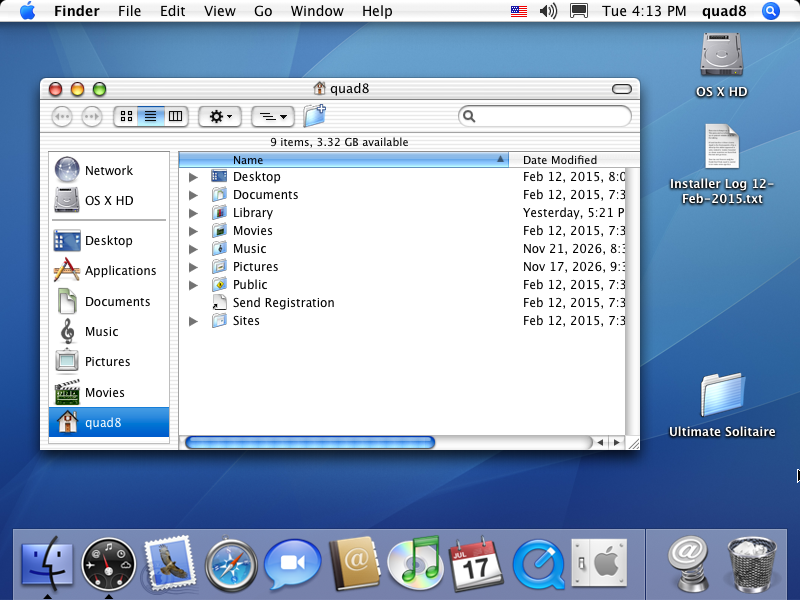 Finder File Edit View Go Window Help Tue 4:13 PM quad8
OS X HD
Installer Log 12-
Feb-2015.txt
Ultimate Solitaire
quad8
9 items, 3.32 GB available
Network
OS X HD
Desktop
Applications
Documents
Music
Pictures
Movies
quad8
Name Date Modified
Desktop Feb 12, 2015, 8:0
Documents Feb 12, 2015, 7:3
Library Yesterday, 5:21 P
Movies Feb 12, 2015, 7:3
Music Nov 21, 2026, 8:3
Pictures Nov 17, 2026, 9:3
Public Feb 12, 2015, 7:3
Send Registration Feb 12, 2015, 7:3
Sites Feb 12, 2015, 7:3
JUL
17